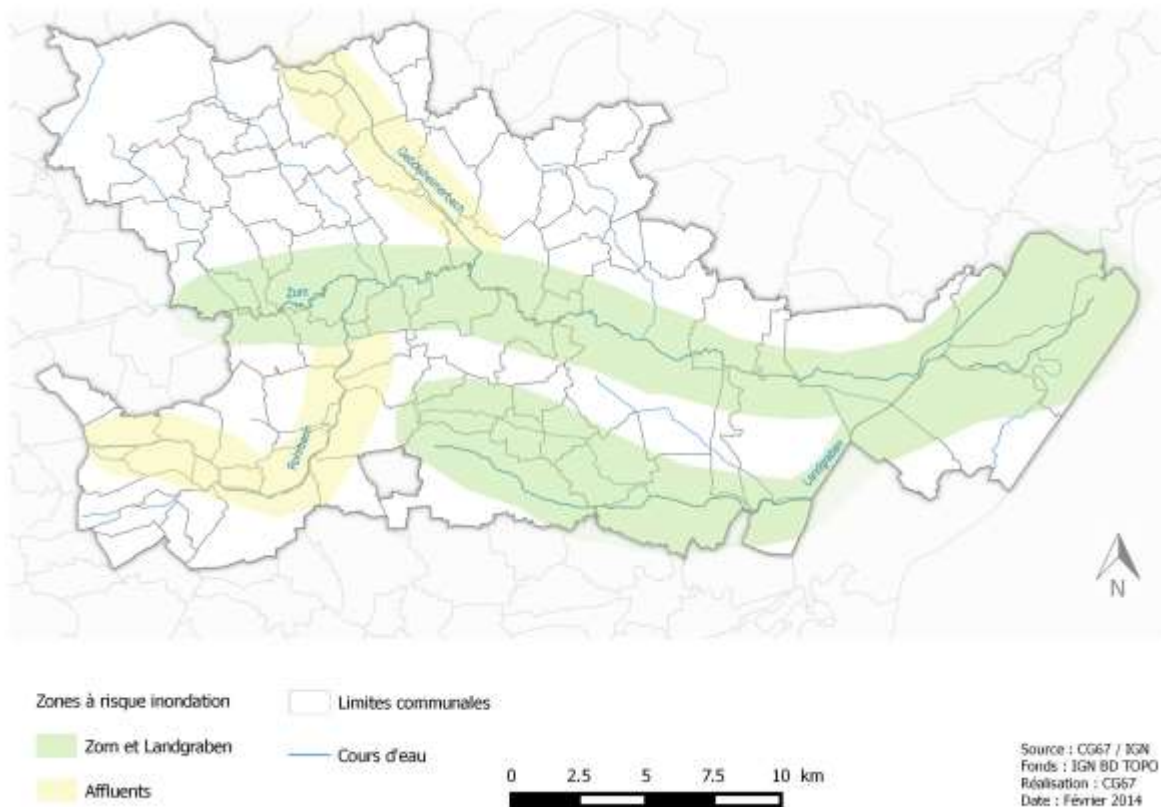 Zorn
Rohrbach
Landgraben
N
Zones à risque inondation
Zorn et Landgraben
Affluents
Limites communales
Cours d'eau
0 2.5 5 7.5 10 km
Source : CG67 / IGN
Fonds : IGN BD TOPO
Réalisation : CG67
Date : Février 2014